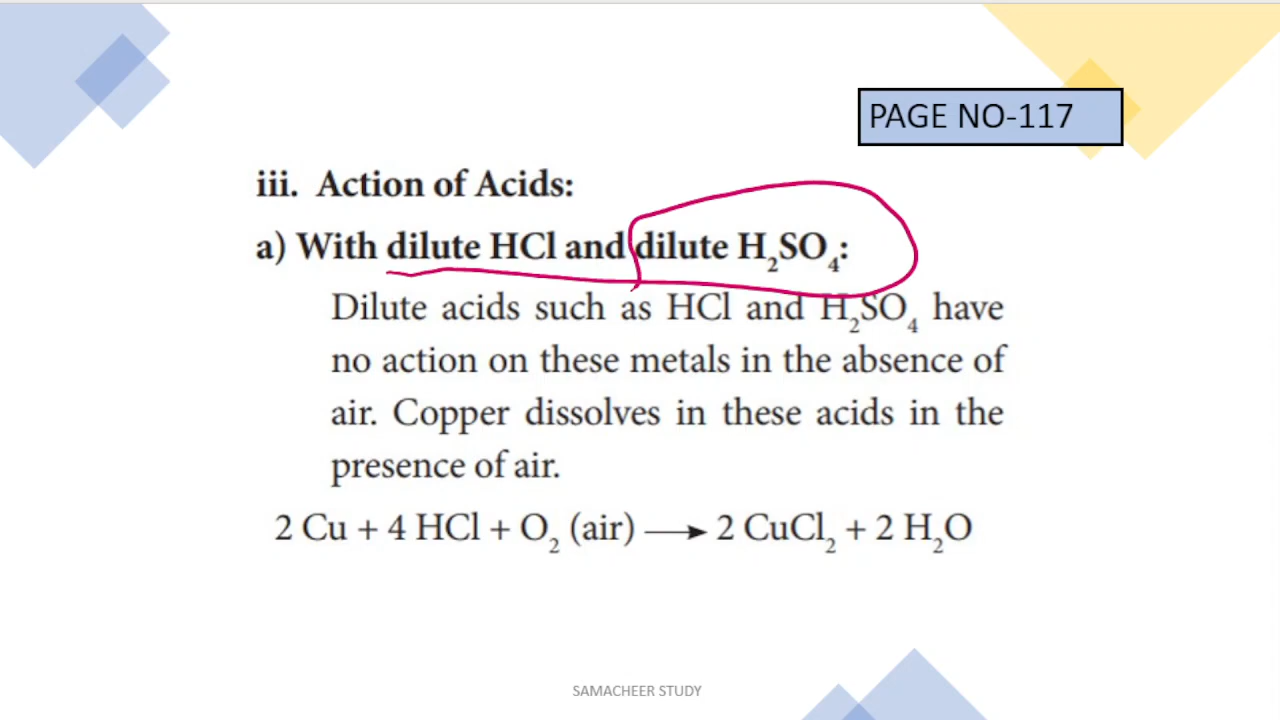 PAGE NO-117
iii. Action of Acids:
a) With dilute HCl and dilute H₂SO₄:
Dilute acids such as HCl and H₂SO₄ have
no action on these metals in the absence of
air. Copper dissolves in these acids in the
presence of air.
2 Cu + 4 HCl + O₂ (air) ⟶ 2 CuCl₂ + 2 H₂O
SAMACHEER STUDY